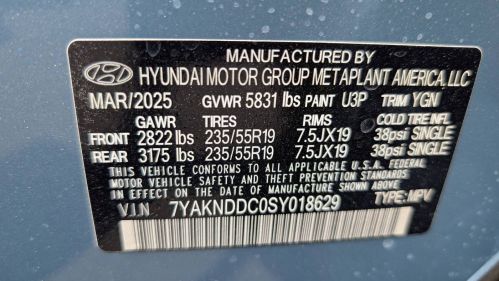 MANUFACTURED BY
HYUNDAI MOTOR GROUP METAPLANT AMERICA, LLC
MAR/2025 GVWR 5831 lbs PAINT U3P TRIM YGN
GAWR TIRES RIMS COLD TIRE INFL
FRONT 2822 lbs 235/55R19 7.5JX19 38psi SINGLE
REAR 3175 lbs 235/55R19 7.5JX19 38psi SINGLE
THIS VEHICLE CONFORMS TO ALL APPLICABLE U.S.A. FEDERAL
MOTOR VEHICLE SAFETY AND THEFT PREVENTION STANDARDS IN
EFFECT ON THE DATE OF MANUFACTURE SHOWN ABOVE.
V.I.N. 7YAKNDDC0SY018629 TYPE:MPV